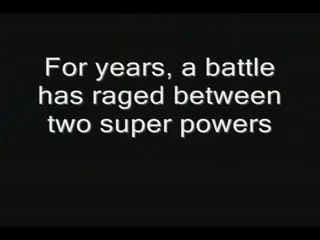 For years, a battle
has raged between
two super powers